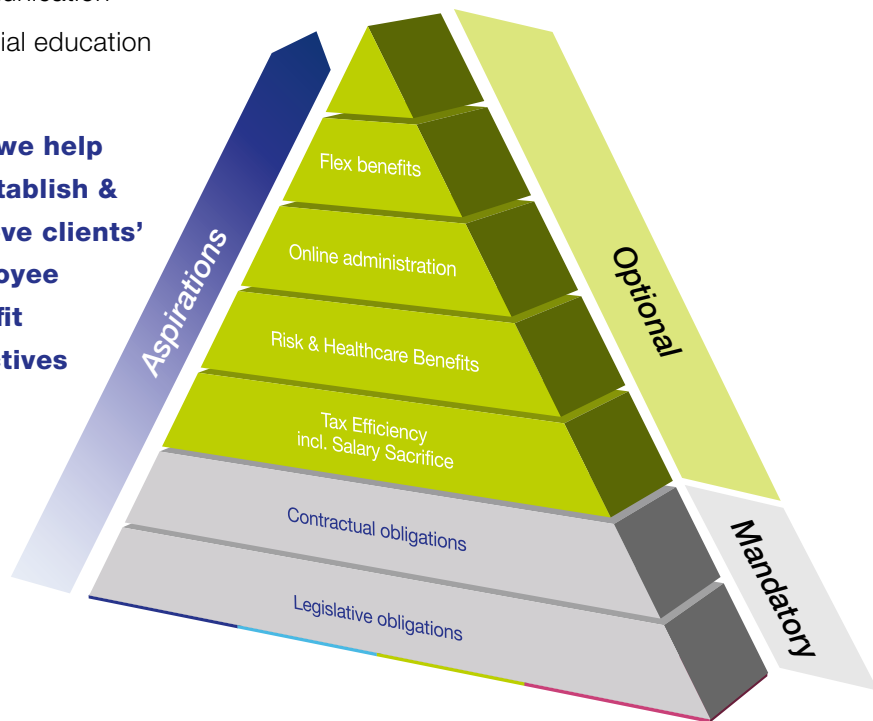 ial education
we help
tablish &
ve clients'
oyee
fit
ctives
Aspirations
Flex benefits
Online administration
Risk & Healthcare Benefits
Tax Efficiency
incl. Salary Sacrifice
Contractual obligations
Legislative obligations
Optional
Mandatory